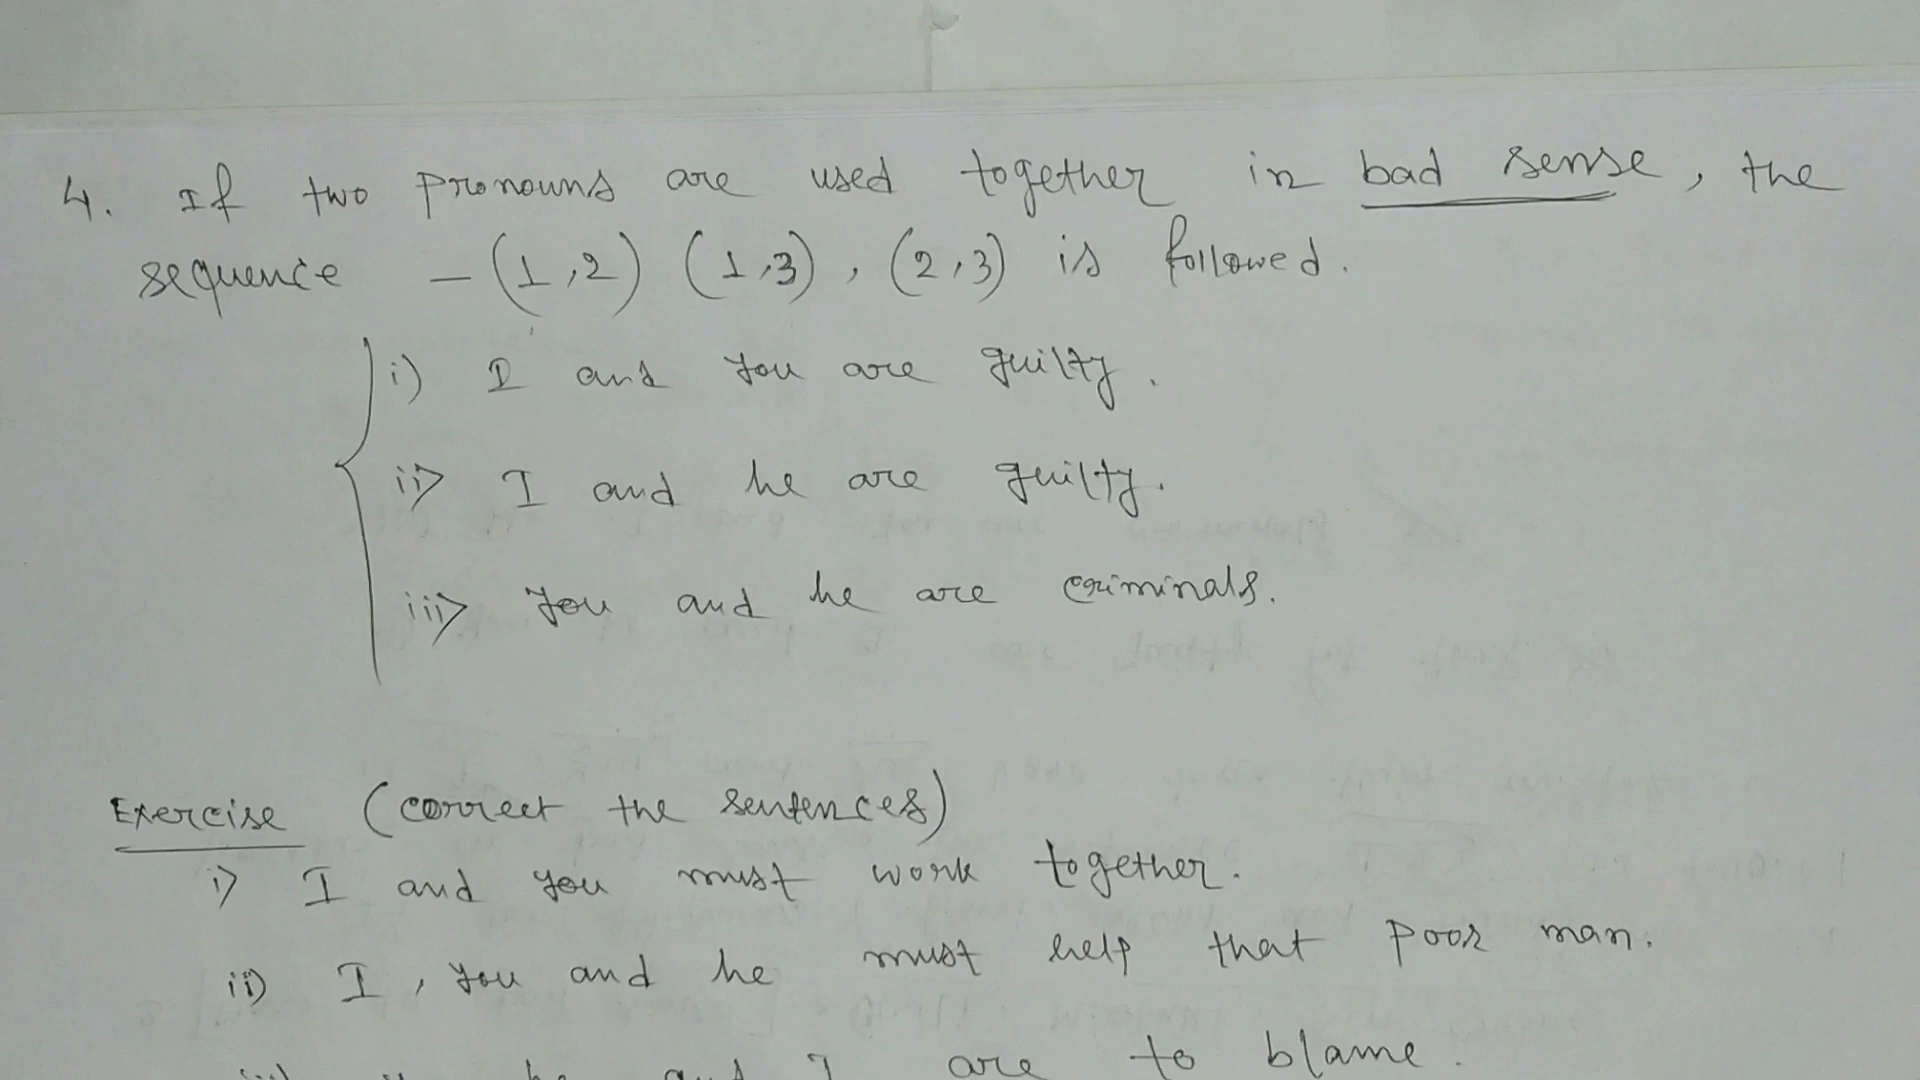 4. If two pronouns are used together in bad sense, the
sequence - (1,2) (1,3), (2,3) is followed.
i) I and you are guilty.
ii) I and he are guilty.
iii) You and he are criminals.
Exercise (correct the sentences)
i) I and you must work together.
ii) I, you and he must help that poor man.
he and I are to blame.